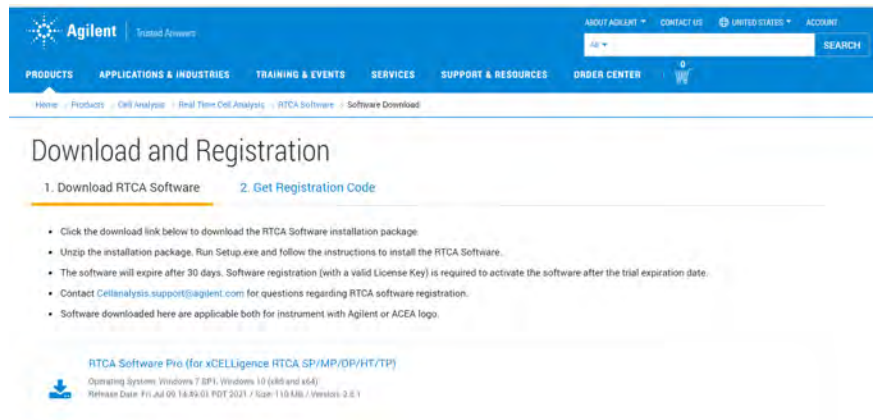 ABOUT AGILENT CONTACT US UNITED STATES ACCOUNT
Agilent Trusted Answers
All SEARCH
0
PRODUCTS APPLICATIONS & INDUSTRIES TRAINING & EVENTS SERVICES SUPPORT & RESOURCES ORDER CENTER
Home Products Cell Analysis Real Time Cell Analysis RTCA Software Software Download
Download and Registration
1. Download RTCA Software 2. Get Registration Code
• Click the download link below to download the RTCA Software installation package.
• Unzip the installation package. Run Setup.exe and follow the instructions to install the RTCA Software.
• The software will expire after 30 days. Software registration (with a valid License Key) is required to activate the software after the trial expiration date.
• Contact Cellanalysis.support@agilent.com for questions regarding RTCA software registration.
• Software downloaded here are applicable both for instrument with Agilent or ACEA logo.
RTCA Software Pro (for xCELLigence RTCA SP/MP/DP/HT/TP)
Operating System: Windows 7 SP1, Windows 10 (x86 and x64)
Release Date: Fri Jul 09 14:49:01 PDT 2021 / Size: 110 MB / Version: 2.8.1